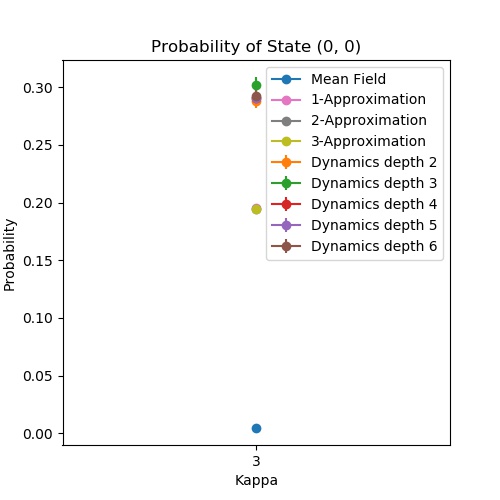 Probability of State (0, 0)
Mean Field
1-Approximation
2-Approximation
3-Approximation
Dynamics depth 2
Dynamics depth 3
Dynamics depth 4
Dynamics depth 5
Dynamics depth 6
0.30
0.25
0.20
0.15
0.10
0.05
0.00
Probability
3
Kappa